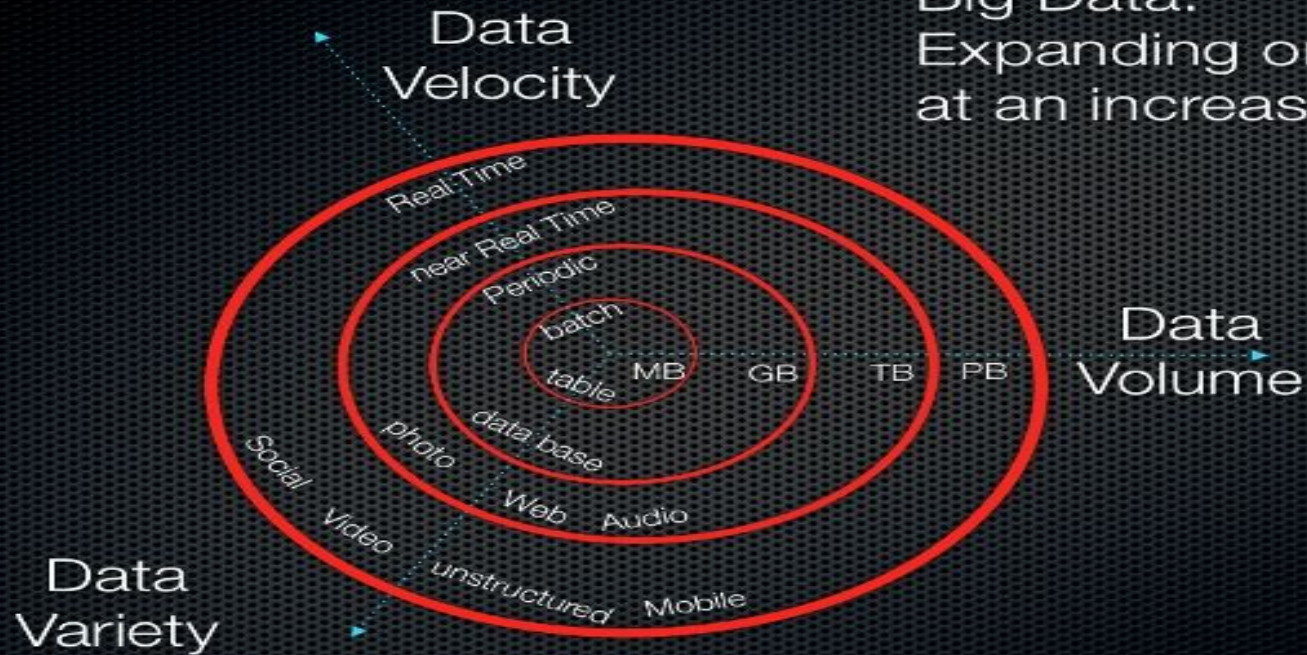 Data
Velocity
Big Data:
Expanding
at an
Real Time
near Real Time
Periodic
batch
Data
Volume
MB GB TB PB
table
data base
photo
Web Audio
Social
Video
unstructured Mobile
Data
Variety